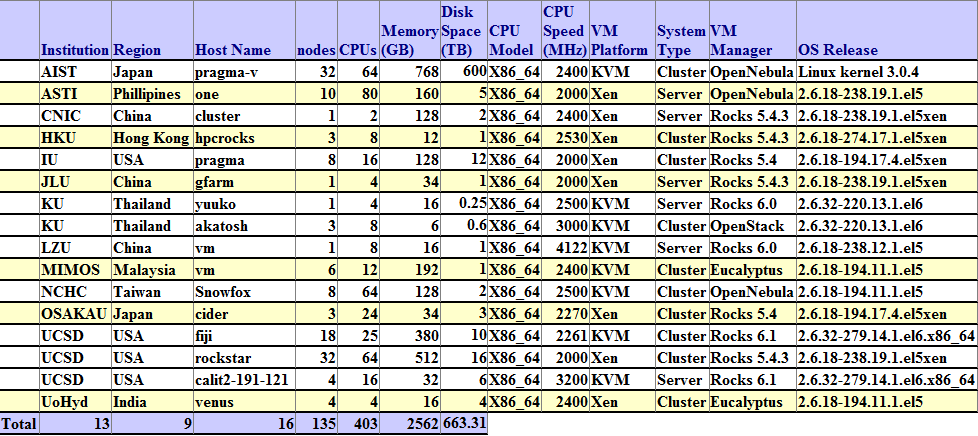 Institution Region Host Name nodes CPUs Memory (GB) Disk Space (TB) CPU Model CPU Speed (MHz) VM Platform System Type VM Manager OS Release
AIST Japan pragma-v 32 64 768 600 X86_64 2400 KVM Cluster OpenNebula Linux kernel 3.0.4
ASTI Phillipines one 10 80 160 5 X86_64 2000 Xen Server OpenNebula 2.6.18-238.19.1.el5
CNIC China cluster 1 2 128 2 X86_64 2400 Xen Server Rocks 5.4.3 2.6.18-238.19.1.el5xen
HKU Hong Kong hpcrocks 3 8 12 1 X86_64 2530 Xen Cluster Rocks 5.4.3 2.6.18-274.17.1.el5xen
IU USA pragma 8 16 128 12 X86_64 2000 Xen Cluster Rocks 5.4 2.6.18-194.17.4.el5xen
JLU China gfarm 1 4 34 1 X86_64 2000 Xen Server Rocks 5.4.3 2.6.18-238.19.1.el5xen
KU Thailand yuuko 1 4 16 0.25 X86_64 2500 KVM Server Rocks 6.0 2.6.32-220.13.1.el6
KU Thailand akatosh 3 8 6 0.6 X86_64 3000 KVM Cluster OpenStack 2.6.32-220.13.1.el6
LZU China vm 1 8 16 1 X86_64 4122 KVM Server Rocks 6.0 2.6.18-238.12.1.el5
MIMOS Malaysia vm 6 12 192 1 X86_64 2400 KVM Cluster Eucalyptus 2.6.18-194.11.1.el5
NCHC Taiwan Snowfox 8 64 128 2 X86_64 2500 KVM Cluster OpenNebula 2.6.18-194.11.1.el5
OSAKAU Japan cider 3 24 34 3 X86_64 2270 Xen Cluster Rocks 5.4 2.6.18-194.17.4.el5xen
UCSD USA fiji 18 25 380 10 X86_64 2261 KVM Cluster Rocks 6.1 2.6.32-279.14.1.el6.x86_64
UCSD USA rockstar 32 64 512 16 X86_64 2000 Xen Cluster Rocks 5.4.3 2.6.18-238.19.1.el5xen
UCSD USA calit2-191-121 4 16 32 6 X86_64 3200 KVM Server Rocks 6.1 2.6.32-279.14.1.el6.x86_64
UoHyd India venus 4 4 16 4 X86_64 2400 Xen Cluster Eucalyptus 2.6.18-194.11.1.el5
Total 13 9 16 135 403 2562 663.31